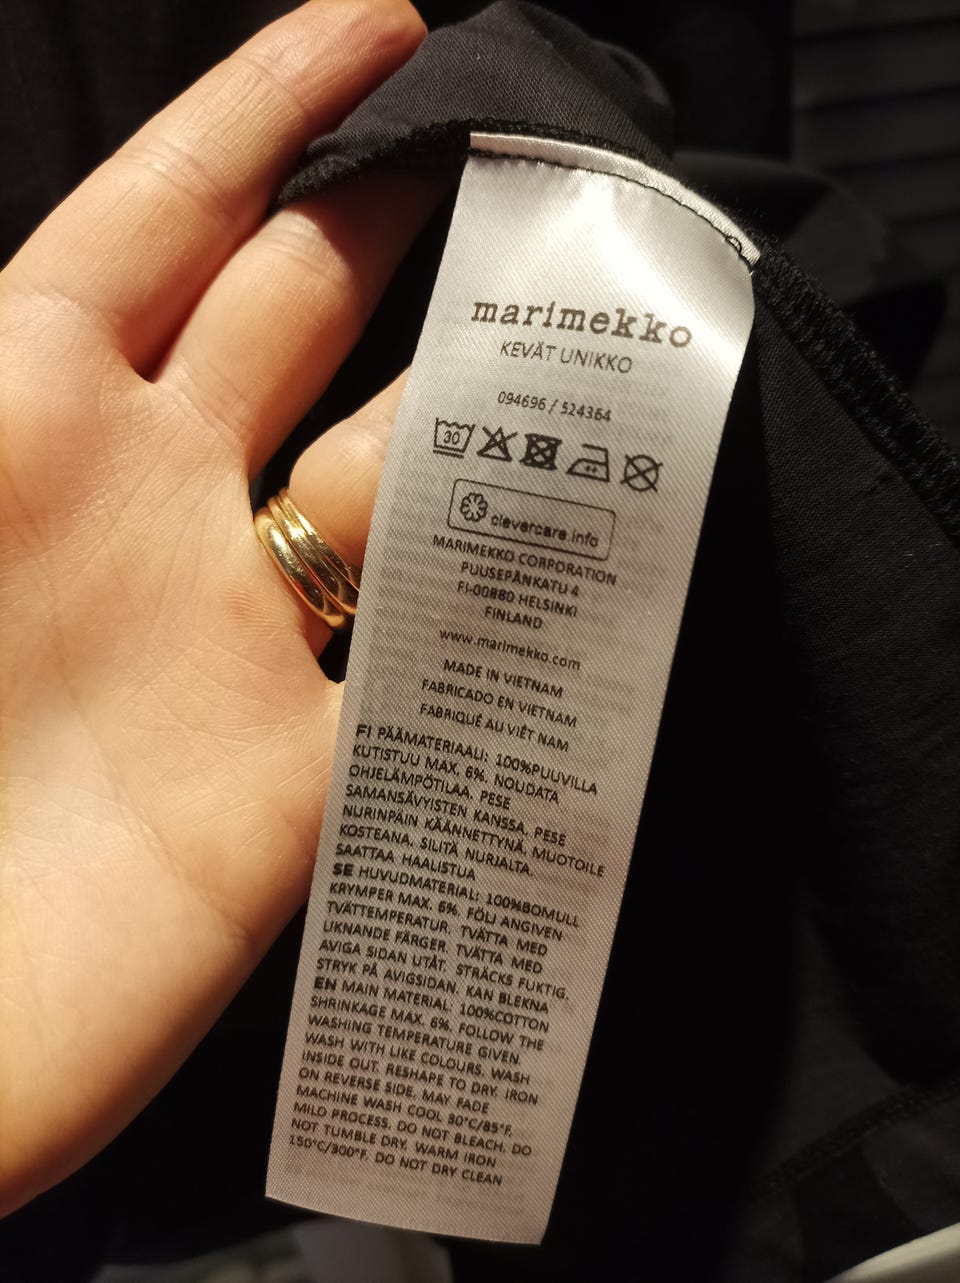 marimekko
KEVÄT UNIKKO
094696 / 524364
30
clevercare.info
MARIMEKKO CORPORATION
PUUSEPÄNKATU 4
FI-00880 HELSINKI
FINLAND
www.marimekko.com
MADE IN VIETNAM
FABRICADO EN VIETNAM
FABRIQUÉ AU VIÊT NAM
FI PÄÄMATERIAALI: 100%PUUVILLA
KUTISTUU MAX. 6%. NOUDATA
OHJELÄMPÖTILAA, PESE
SAMANSÄVYISTEN KANSSA, PESE
NURINPÄIN KÄÄNNETTYNÄ, MUOTOILE
KOSTEANA, SILITÄ NURJALTA.
SAATTAA HAALISTUA
SE HUVUDMATERIAL: 100%BOMULL
KRYMPER MAX. 6%. FÖLJ ANGIVEN
TVÄTTEMPERATUR. TVÄTTA MED
LIKNANDE FÄRGER. TVÄTTA MED
AVIGA SIDAN UTÅT. STRÄCKS FUKTIG.
STRYK PÅ AVIGSIDAN. KAN BLEKNA
EN MAIN MATERIAL: 100%COTTON
SHRINKAGE MAX. 6%. FOLLOW THE
WASHING TEMPERATURE GIVEN.
WASH WITH LIKE COLOURS. WASH
INSIDE OUT. RESHAPE TO DRY. IRON
ON REVERSE SIDE. MAY FADE
MACHINE WASH COOL 30°C/85°F.
MILD PROCESS. DO NOT BLEACH. DO
NOT TUMBLE DRY. WARM IRON
150°C/300°F. DO NOT DRY CLEAN